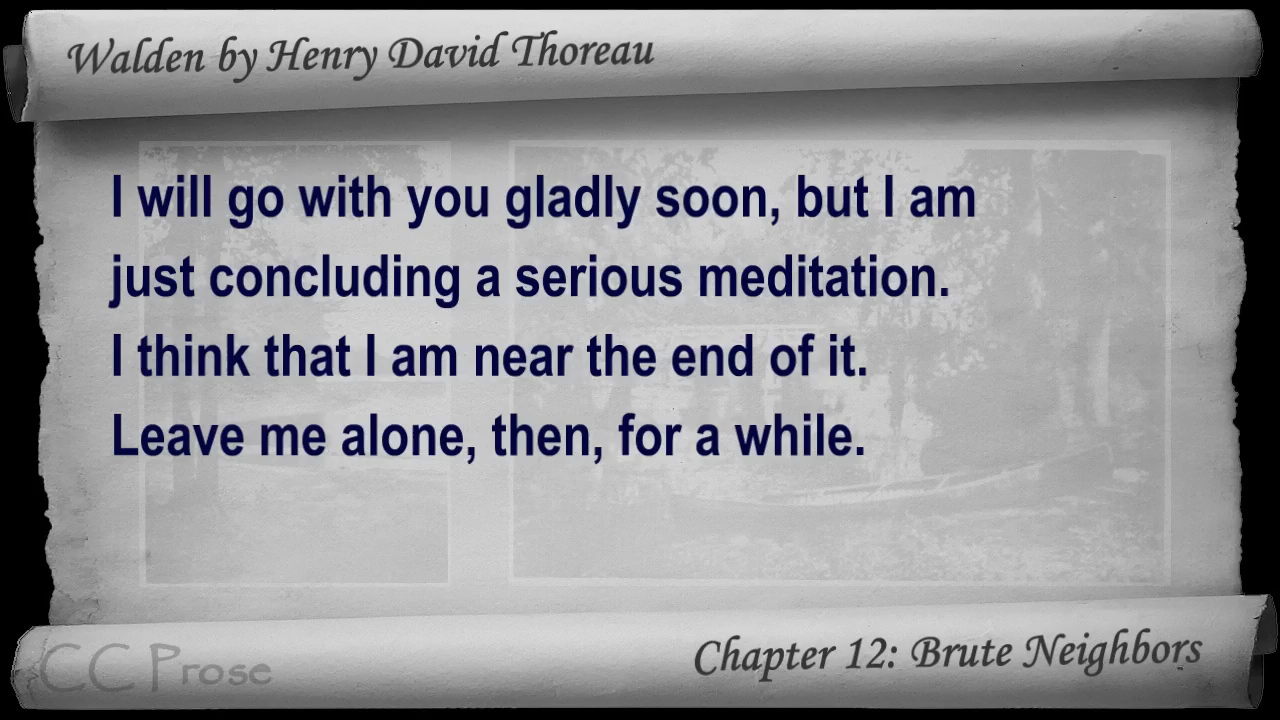 Walden by Henry David Thoreau
I will go with you gladly soon, but I am
just concluding a serious meditation.
I think that I am near the end of it.
Leave me alone, then, for a while.
CC Prose
Chapter 12: Brute Neighbors